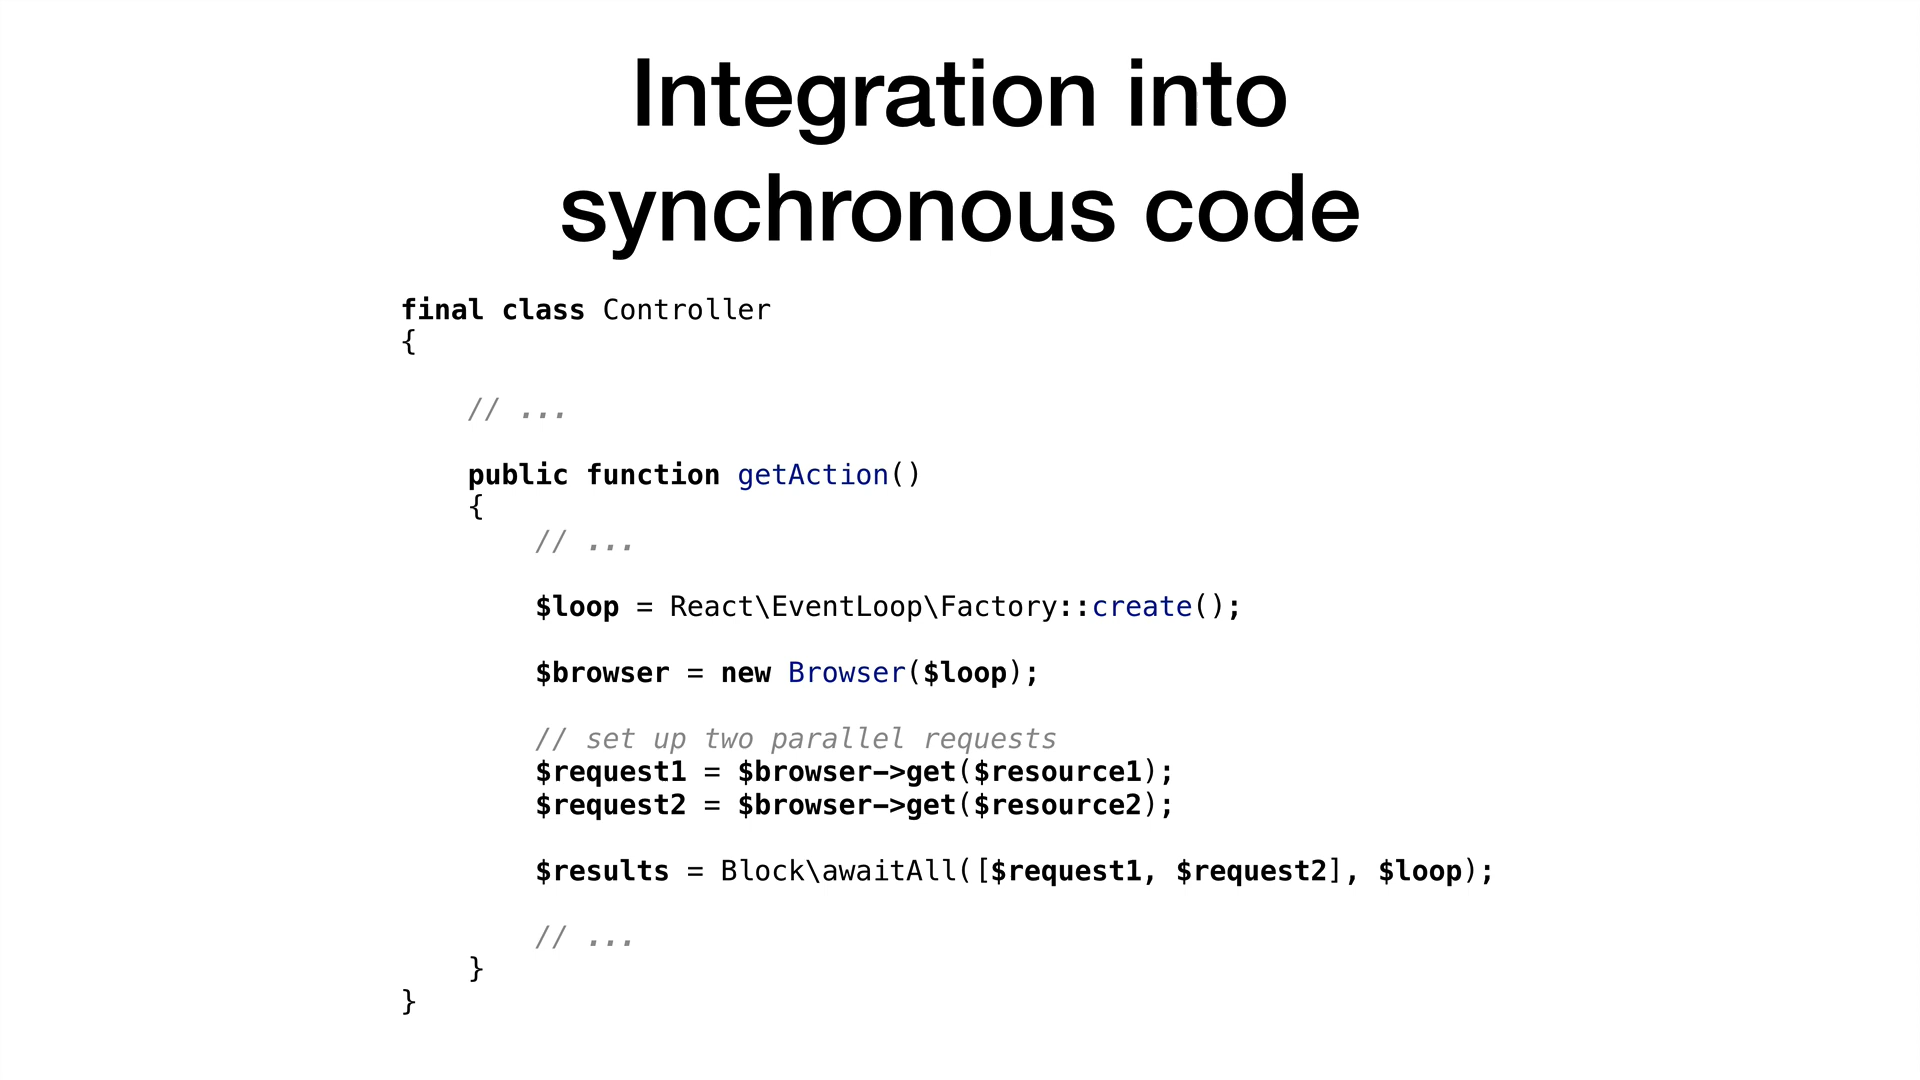 Integration into
synchronous code
final class Controller
{
    // ...
    public function getAction()
    {
        // ...
        $loop = React\EventLoop\Factory::create();
        $browser = new Browser($loop);
        // set up two parallel requests
        $request1 = $browser->get($resource1);
        $request2 = $browser->get($resource2);
        $results = Block\awaitAll([$request1, $request2], $loop);
        // ...
    }
}